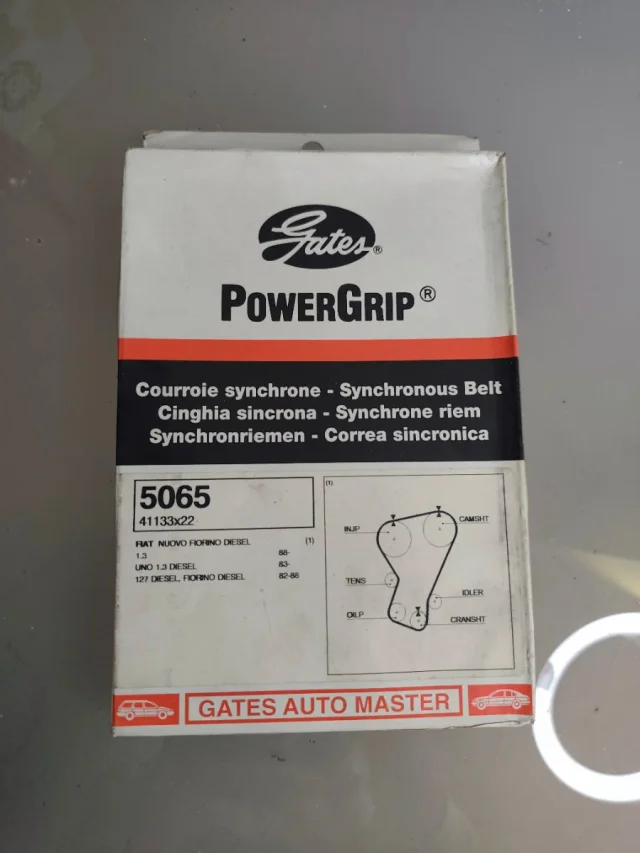 Gates®
POWERGRIP®
Courroie synchrone - Synchronous Belt
Cinghia sincrona - Synchrone riem
Synchronriemen - Correa sincronica
5065
41133x22
FIAT NUOVO FIORINO DIESEL (1)
1.3 88-
UNO 1.3 DIESEL 83-
127 DIESEL, FIORINO DIESEL 82-88
(1)
INJP
CAMSHT
TENS
IDLER
OILP
CRANSHT
GATES AUTO MASTER